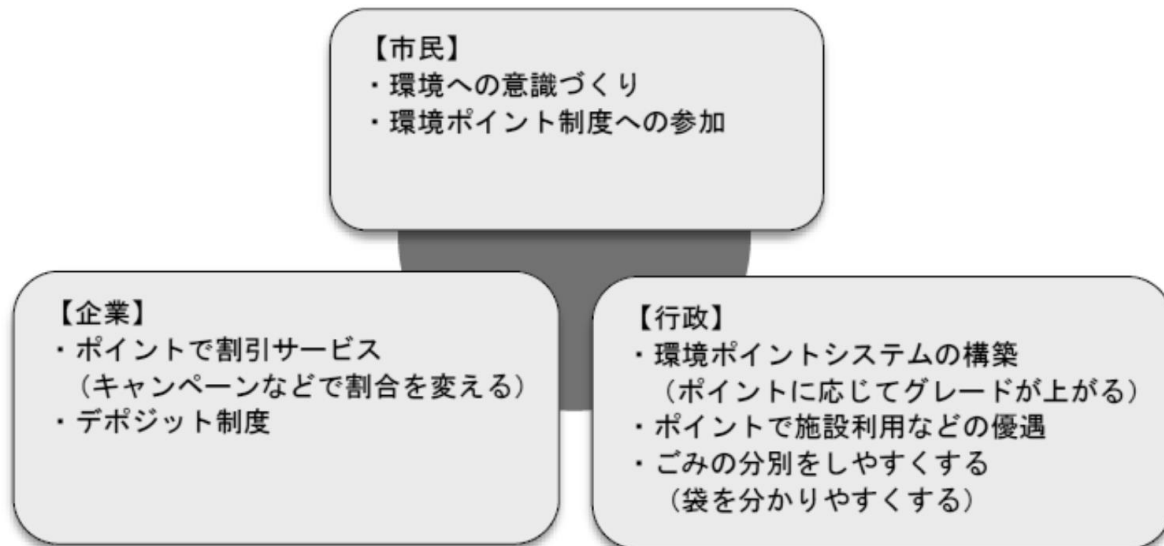 【市民】
・環境への意識づくり
・環境ポイント制度への参加
【企業】
・ポイントで割引サービス
（キャンペーンなどで割合を変える）
・デポジット制度
【行政】
・環境ポイントシステムの構築
（ポイントに応じてグレードが上がる）
・ポイントで施設利用などの優遇
・ごみの分別をしやすくする
（袋を分かりやすくする）